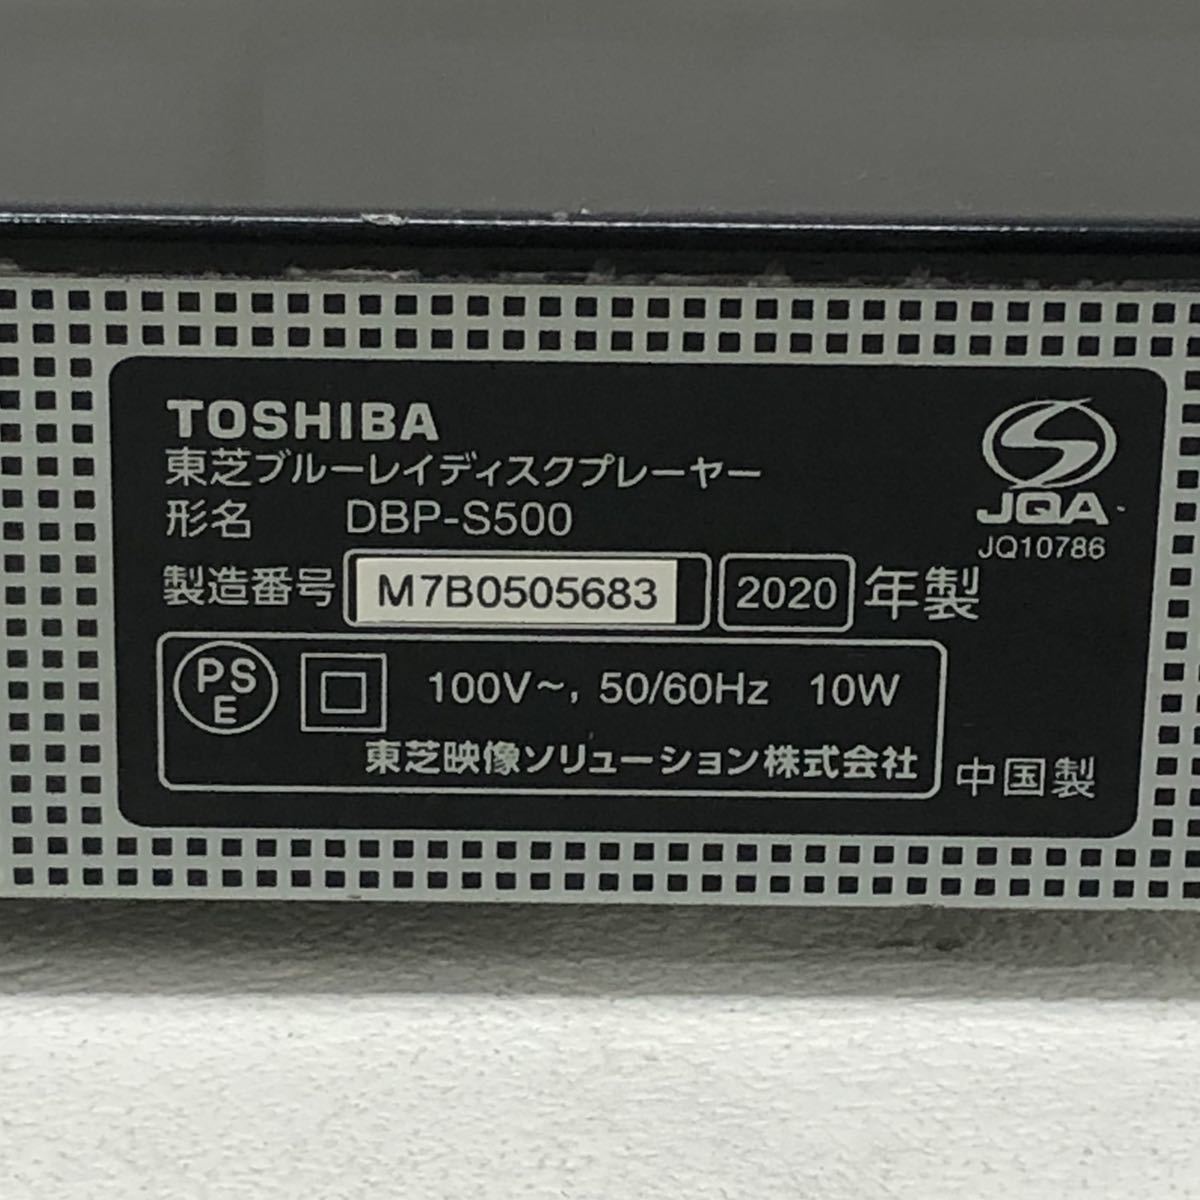 TOSHIBA
東芝ブルーレイディスクプレーヤー
形名 DBP-S500
製造番号 M7B0505683 2020 年製
JQA
JQ10786
PSE 100V～, 50/60Hz 10W
東芝映像ソリューション株式会社
中国製